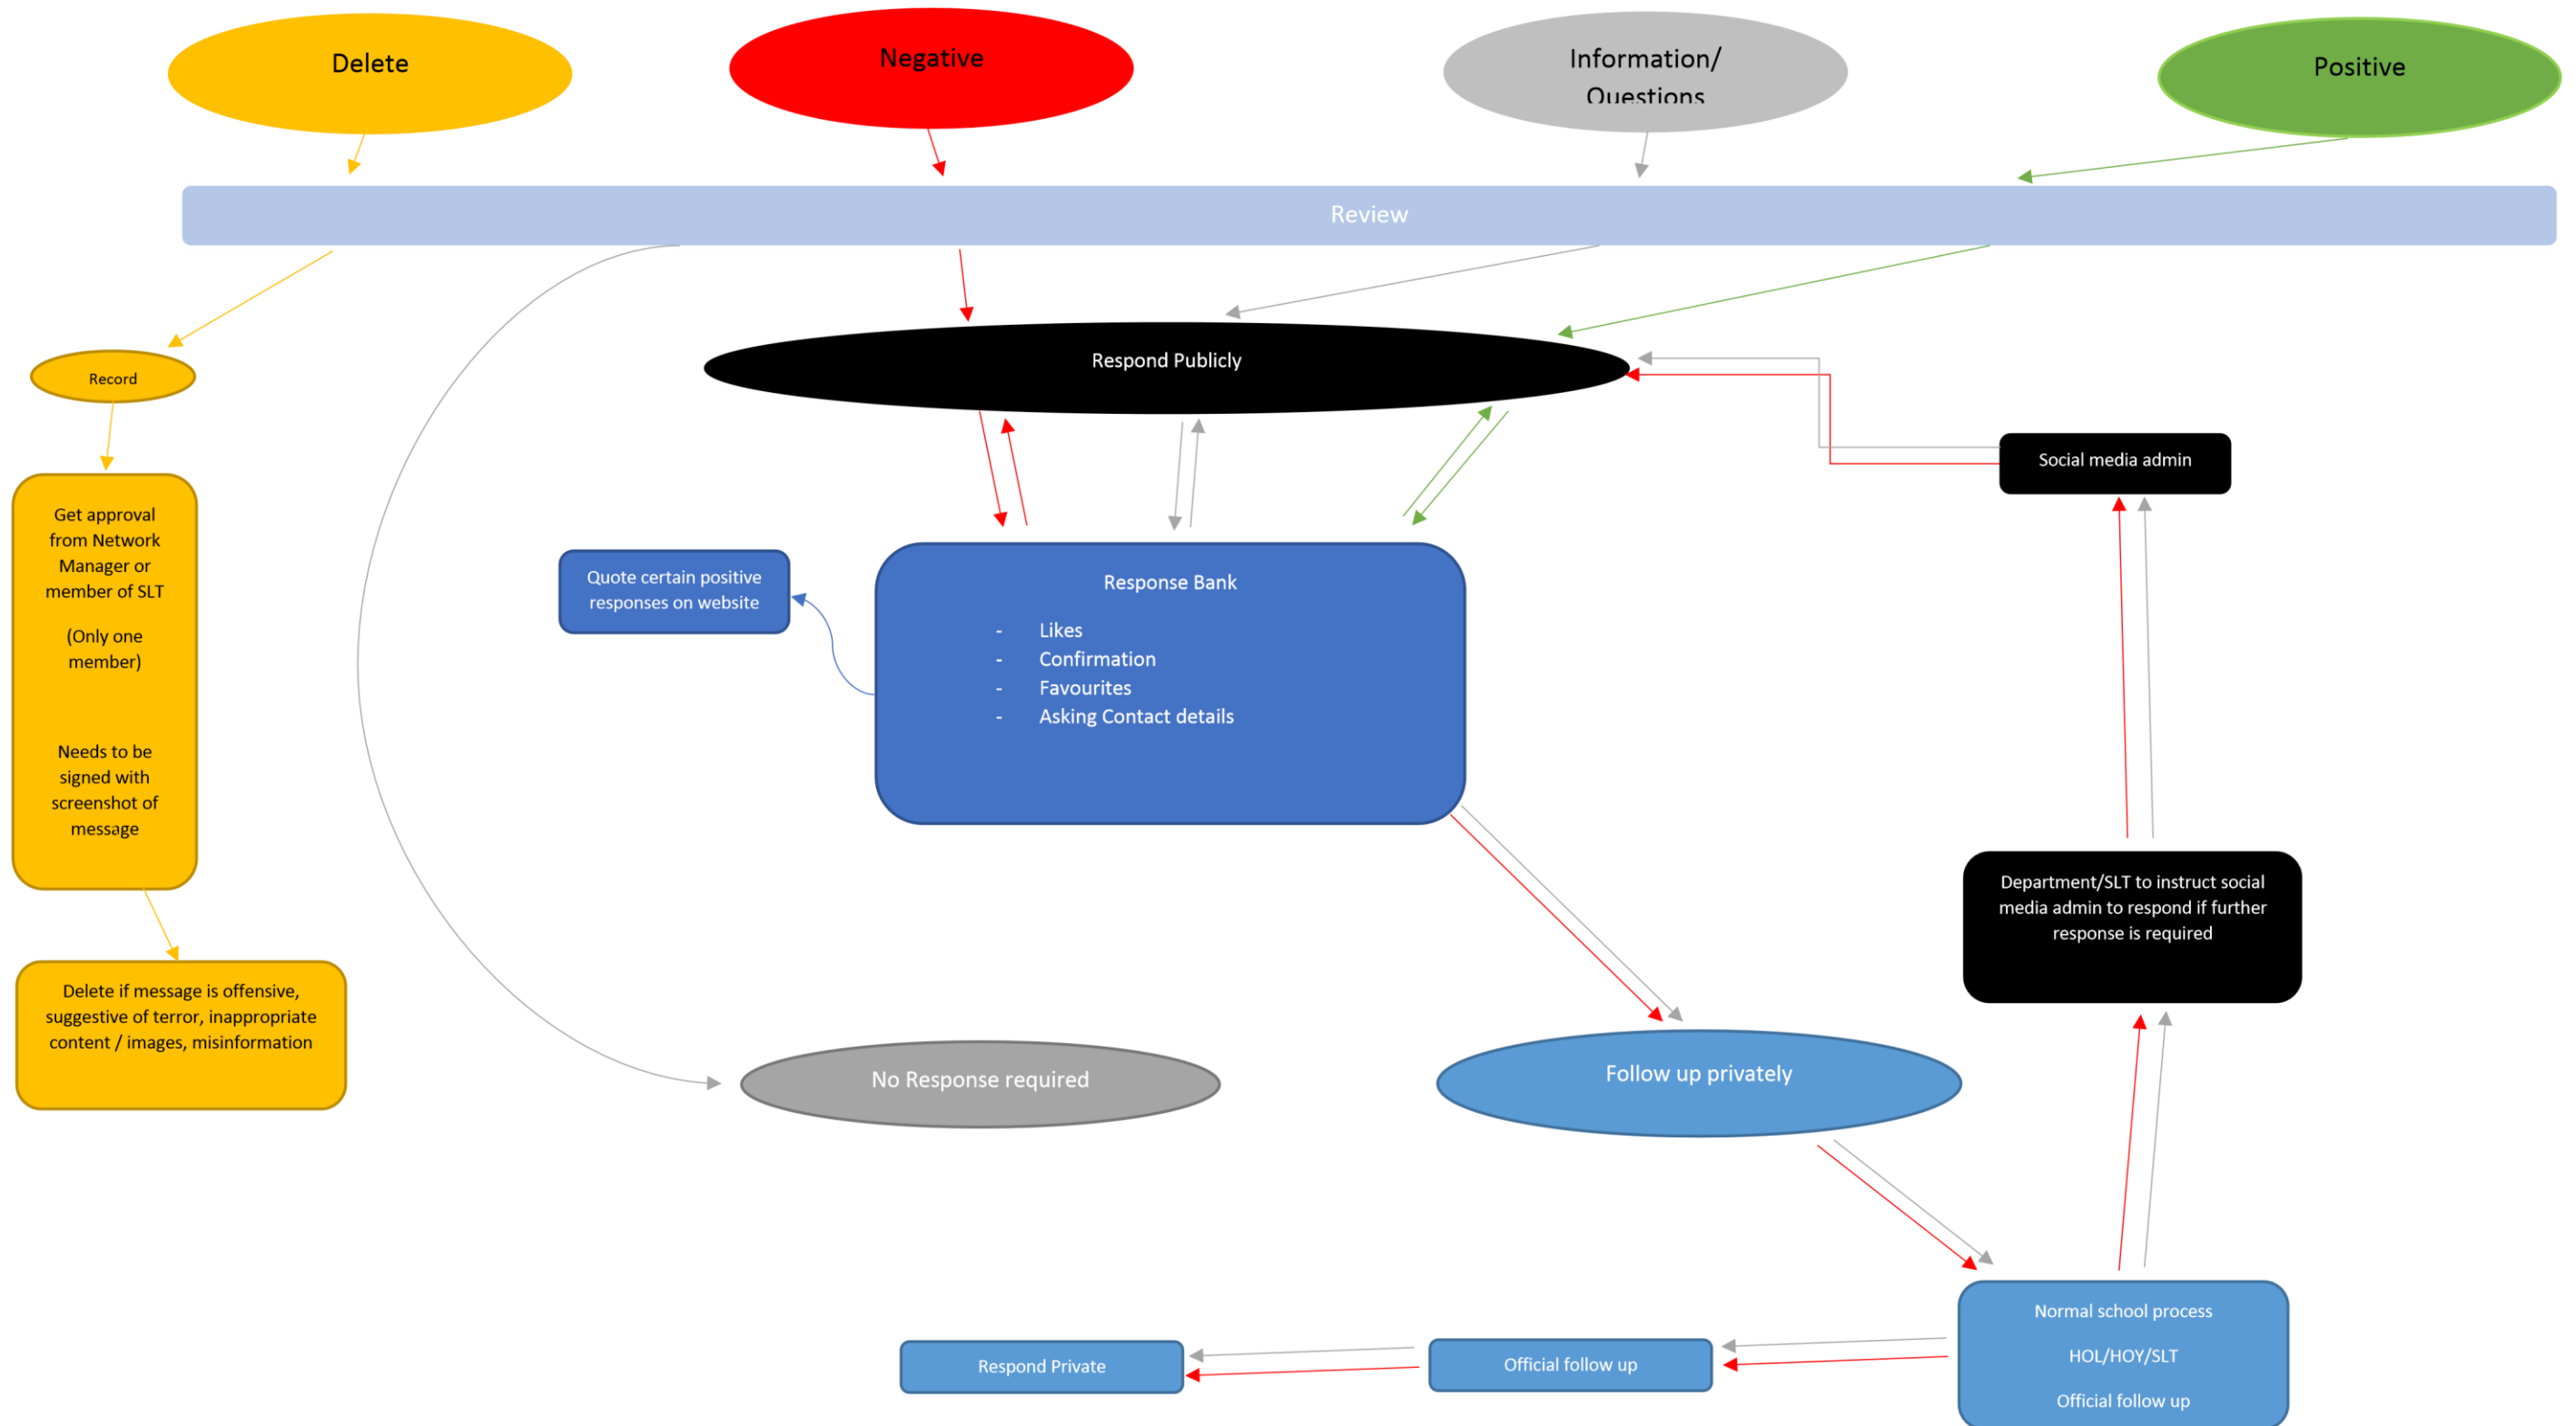 Delete
Negative
Information/
Questions
Positive
Review
Respond Publicly
Record
Social media admin
Get approval
from Network
Manager or
member of SLT
(Only one
member)
Needs to be
signed with
screenshot of
message
Quote certain positive
responses on website
Response Bank
- Likes
- Confirmation
- Favourites
- Asking Contact details
Department/SLT to instruct social
media admin to respond if further
response is required
Delete if message is offensive,
suggestive of terror, inappropriate
content / images, misinformation
No Response required
Follow up privately
Normal school process
HOL/HOY/SLT
Official follow up
Official follow up
Respond Private